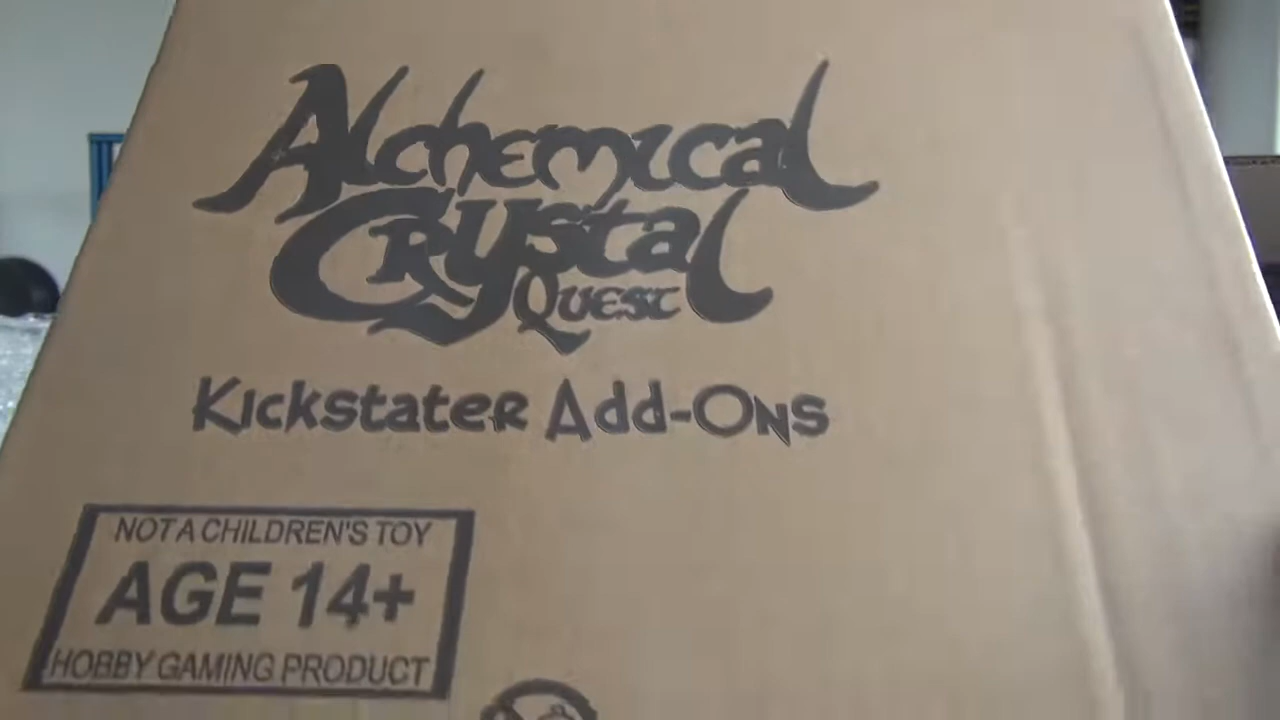 Alchemical
Crystal
Quest
Kickstater Add-Ons
NOT A CHILDREN'S TOY
AGE 14+
HOBBY GAMING PRODUCT